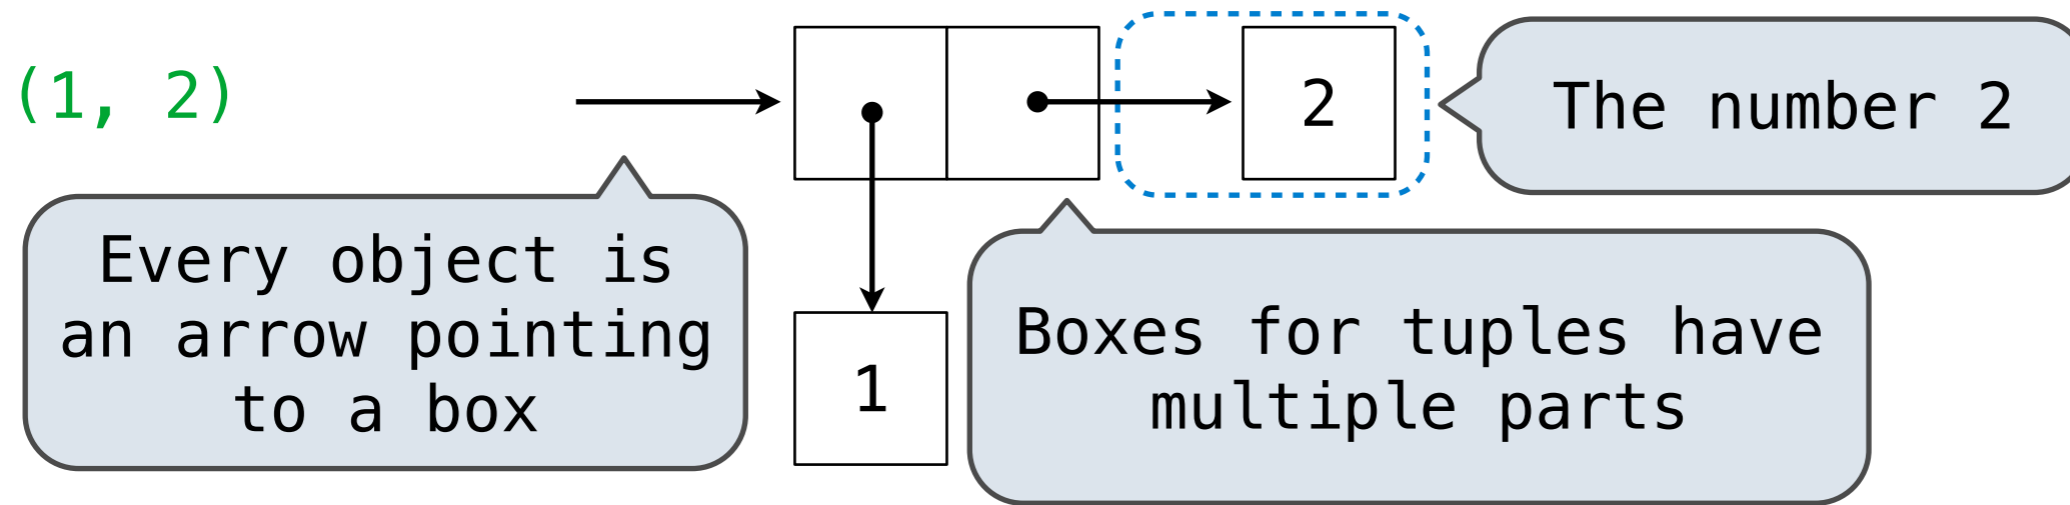 (1, 2)
2
The number 2
Every object is
an arrow pointing
to a box
1
Boxes for tuples have
multiple parts